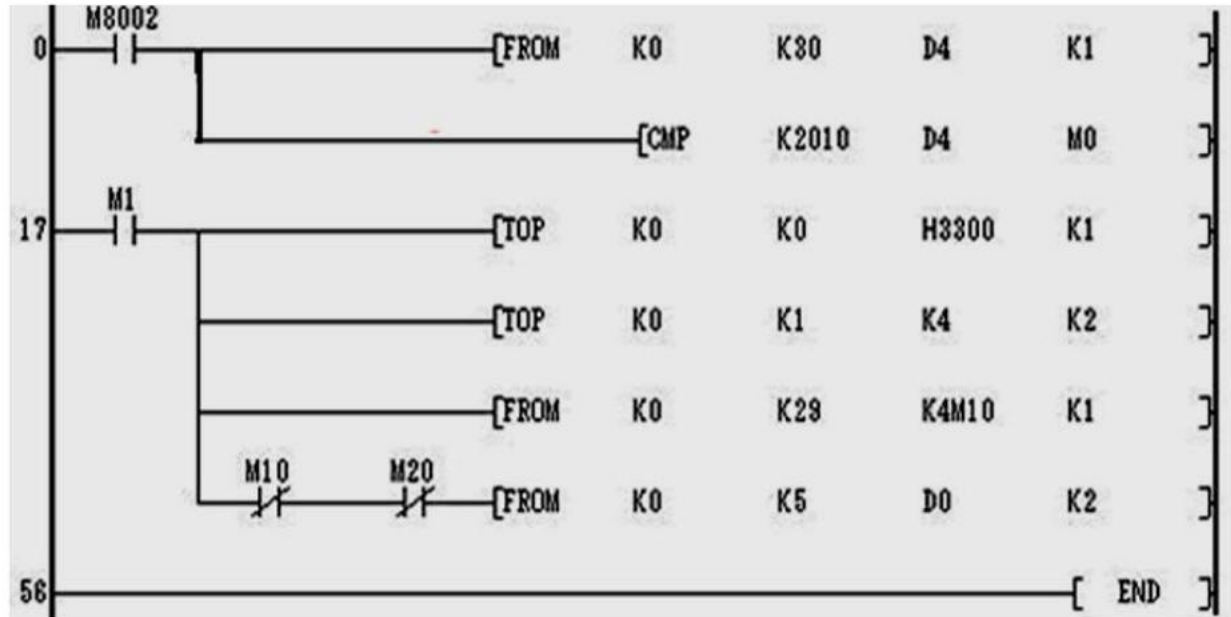 M8002
0 [FROM K0 K30 D4 K1 ]
[CMP K2010 D4 M0 ]
M1
17 [TOP K0 K0 H3300 K1 ]
[TOP K0 K1 K4 K2 ]
[FROM K0 K29 K4M10 K1 ]
M10 M20
[FROM K0 K5 D0 K2 ]
56 [ END ]